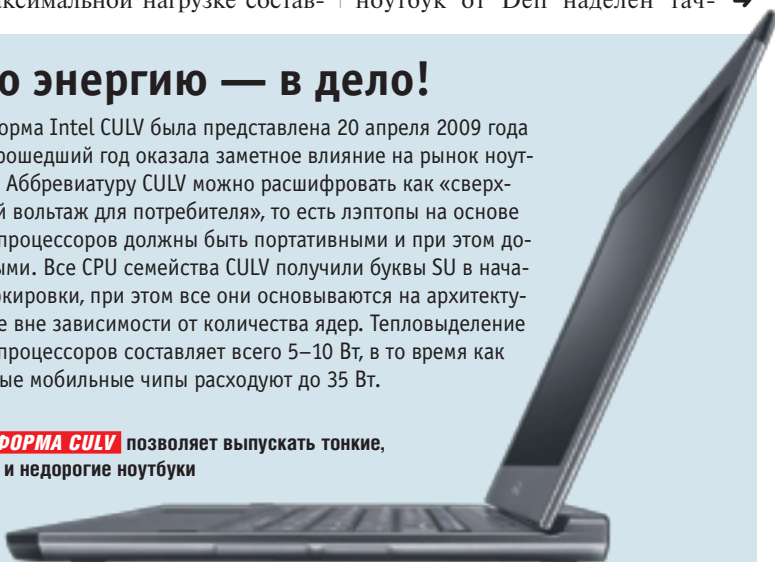 аксимальной нагрузке состав-
ноутбук от Dell наделен тач- ➜
о энергию — в дело!
орма Intel CULV была представлена 20 апреля 2009 года
рошедший год оказала заметное влияние на рынок ноут-
Аббревиатуру CULV можно расшифровать как «сверх-
й вольтаж для потребителя», то есть лэптопы на основе
процессоров должны быть портативными и при этом до-
ыми. Все CPU семейства CULV получили буквы SU в нача-
ркировки, при этом все они основываются на архитекту-
е вне зависимости от количества ядер. Тепловыделение
процессоров составляет всего 5–10 Вт, в то время как
ные мобильные чипы расходуют до 35 Вт.
ФОРМА CULV позволяет выпускать тонкие,
и недорогие ноутбуки